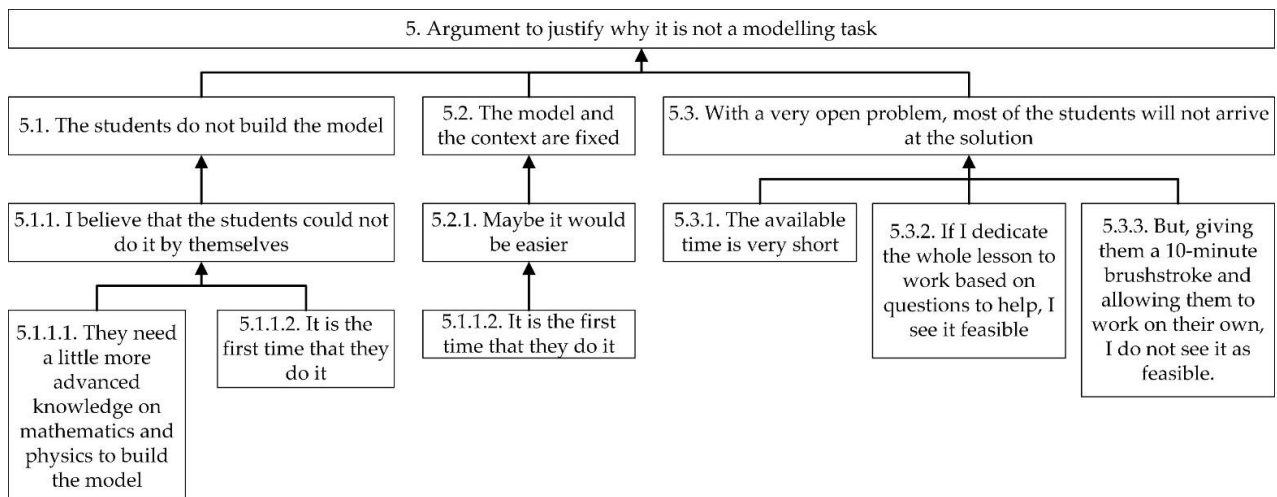 5. Argument to justify why it is not a modelling task
5.1. The students do not build the model
5.2. The model and
the context are fixed
5.3. With a very open problem, most of the students will not arrive
at the solution
5.1.1. I believe that the students could not
do it by themselves
5.2.1. Maybe it would
be easier
5.3.1. The available
time is very short
5.3.2. If I dedicate
the whole lesson to
work based on
questions to help, I
see it feasible
5.3.3. But, giving
them a 10-minute
brushstroke and
allowing them to
work on their own,
I do not see it as
feasible.
5.1.1.1. They need
a little more
advanced
knowledge on
mathematics and
physics to build
the model
5.1.1.2. It is the
first time that they
do it
5.1.1.2. It is the first
time that they do it